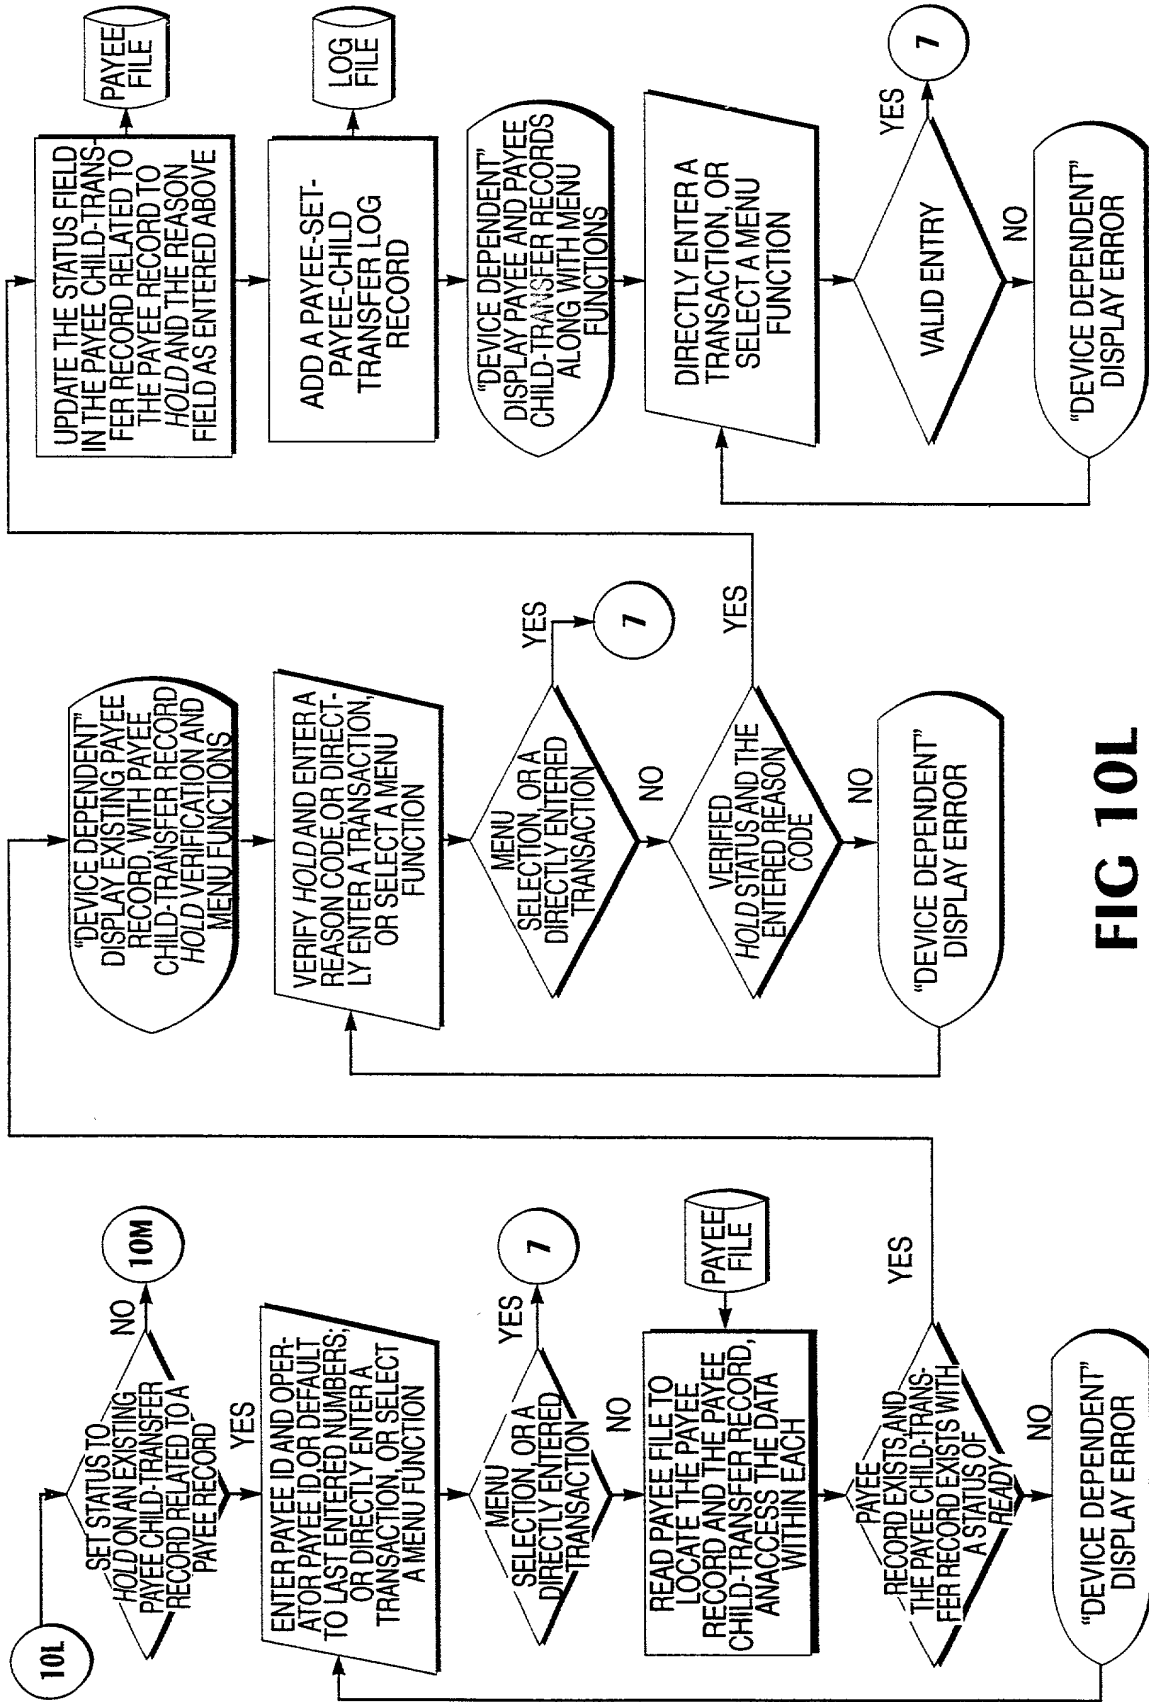 10L
SET STATUS TO
HOLD ON AN EXISTING
PAYEE CHILD-TRANSFER
RECORD RELATED TO A
PAYEE RECORD
NO
10M
YES
ENTER PAYEE ID AND OPER-
ATOR PAYEE ID, OR DEFAULT
TO LAST ENTERED NUMBERS;
OR DIRECTLY ENTER A
TRANSACTION, OR SELECT
A MENU FUNCTION
MENU
SELECTION, OR A
DIRECTLY ENTERED
TRANSACTION
YES
7
NO
READ PAYEE FILE TO
LOCATE THE PAYEE
RECORD AND THE PAYEE
CHILD-TRANSFER RECORD,
ANACCESS THE DATA
WITHIN EACH
PAYEE
FILE
PAYEE
RECORD EXISTS, AND
THE PAYEE CHILD-TRANS-
FER RECORD EXISTS WITH
A STATUS OF
READY
YES
NO
"DEVICE DEPENDENT"
DISPLAY ERROR
"DEVICE DEPENDENT"
DISPLAY EXISTING PAYEE
RECORD, WITH PAYEE
CHILD-TRANSFER RECORD
HOLD VERIFICATION AND
MENU FUNCTIONS
VERIFY HOLD AND ENTER A
REASON CODE, OR DIRECT-
LY ENTER A TRANSACTION,
OR SELECT A MENU
FUNCTION
MENU
SELECTION, OR A
DIRECTLY ENTERED
TRANSACTION
YES
7
NO
VERIFIED
HOLD STATUS AND THE
ENTERED REASON
CODE
YES
NO
"DEVICE DEPENDENT"
DISPLAY ERROR
UPDATE THE STATUS FIELD
IN THE PAYEE CHILD-TRANS-
FER RECORD RELATED TO
THE PAYEE RECORD TO
HOLD AND THE REASON
FIELD AS ENTERED ABOVE
PAYEE
FILE
ADD A PAYEE-SET-
PAYEE-CHILD
TRANSFER LOG
RECORD
LOG
FILE
"DEVICE DEPENDENT"
DISPLAY PAYEE AND PAYEE
CHILD-TRANSFER RECORDS
ALONG WITH MENU
FUNCTIONS
DIRECTLY ENTER A
TRANSACTION, OR
SELECT A MENU
FUNCTION
VALID ENTRY
YES
7
NO
"DEVICE DEPENDENT"
DISPLAY ERROR
FIG 10L